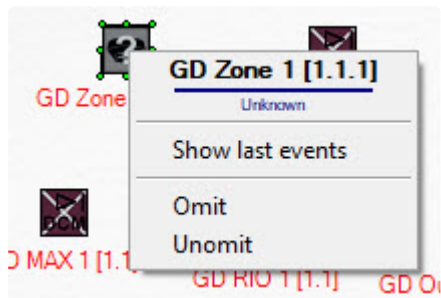 GD Zone
GD Zone 1 [1.1.1]
Unknown
Show last events
Omit
Unomit
DCM
D MAX 1 [1.1
GD RIO 1 [1.1]
GD Ou